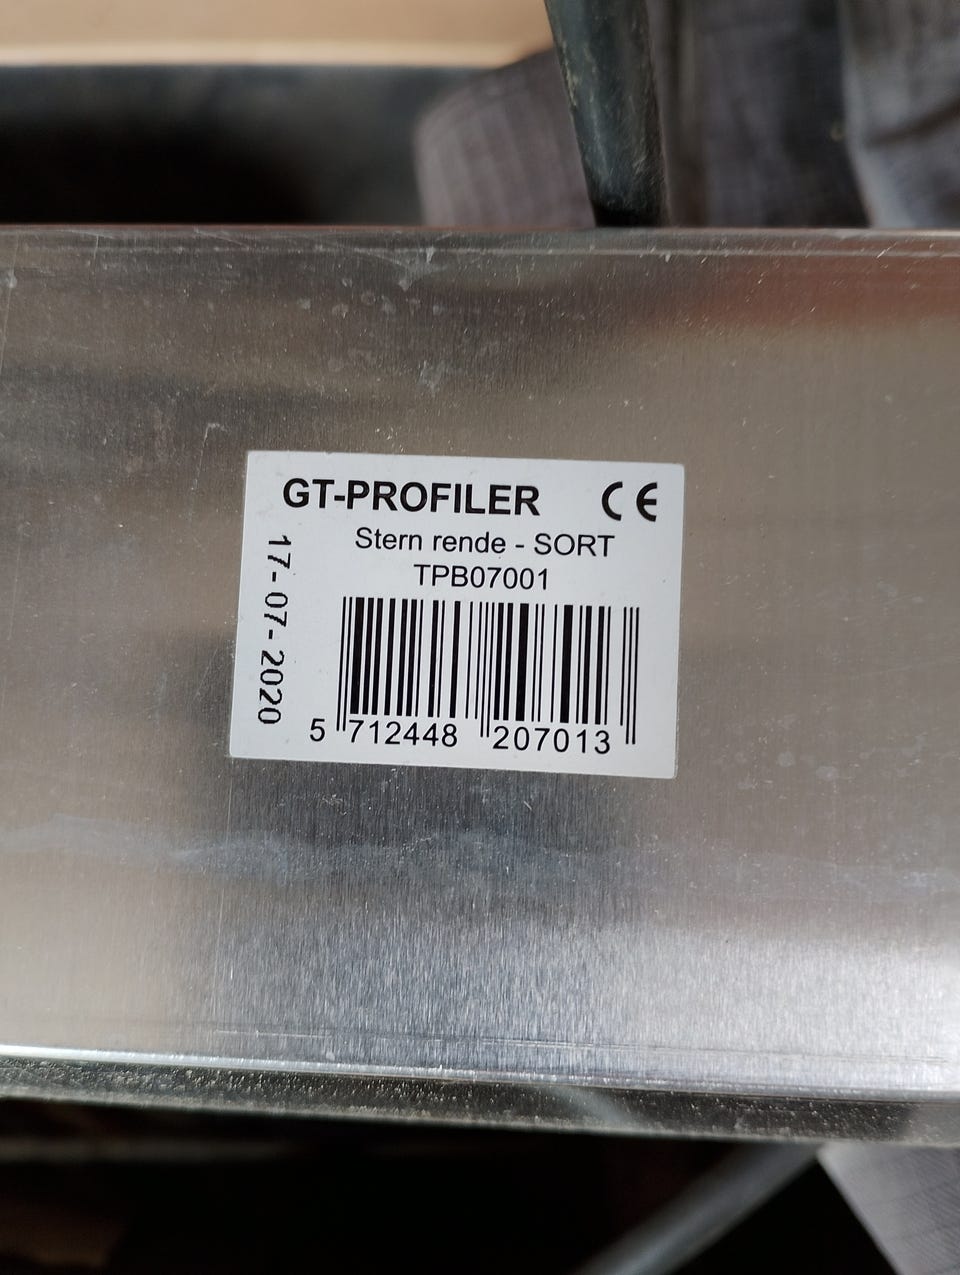 GT-PROFILER CE
Stern rende - SORT
TPB07001
17-07-2020
5 712448 207013